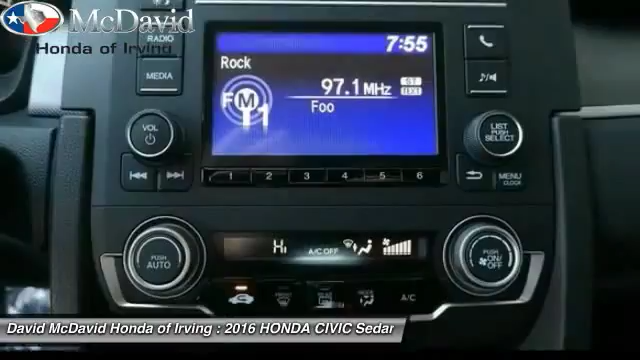 McDavid
Honda of Irving
RADIO
MEDIA
VOL
7:55
Rock
97.1 MHz
ST
TEXT
FM
11
Foo
LIST
PUSH
SELECT
MENU
CLOCK
1 2 3 4 5 6
PUSH
AUTO
Hi
A/C OFF
PUSH
ON/
OFF
A/C
David McDavid Honda of Irving : 2016 HONDA CIVIC Sedar